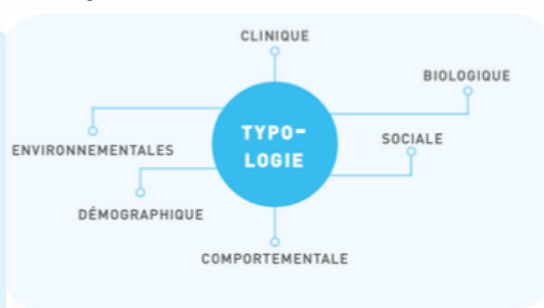 CLINIQUE
BIOLOGIQUE
ENVIRONNEMENTALES
TYPO-
LOGIE
SOCIALE
DÉMOGRAPHIQUE
COMPORTEMENTALE